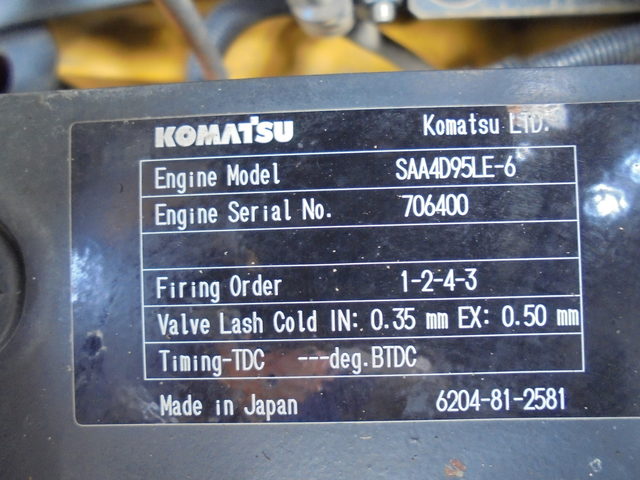 KOMATSU Komatsu LTD.
Engine Model SAA4D95LE-6
Engine Serial No. 706400
Firing Order 1-2-4-3
Valve Lash Cold IN: 0.35 mm EX: 0.50 mm
Timing-TDC ---deg.BTDC
Made in Japan 6204-81-2581